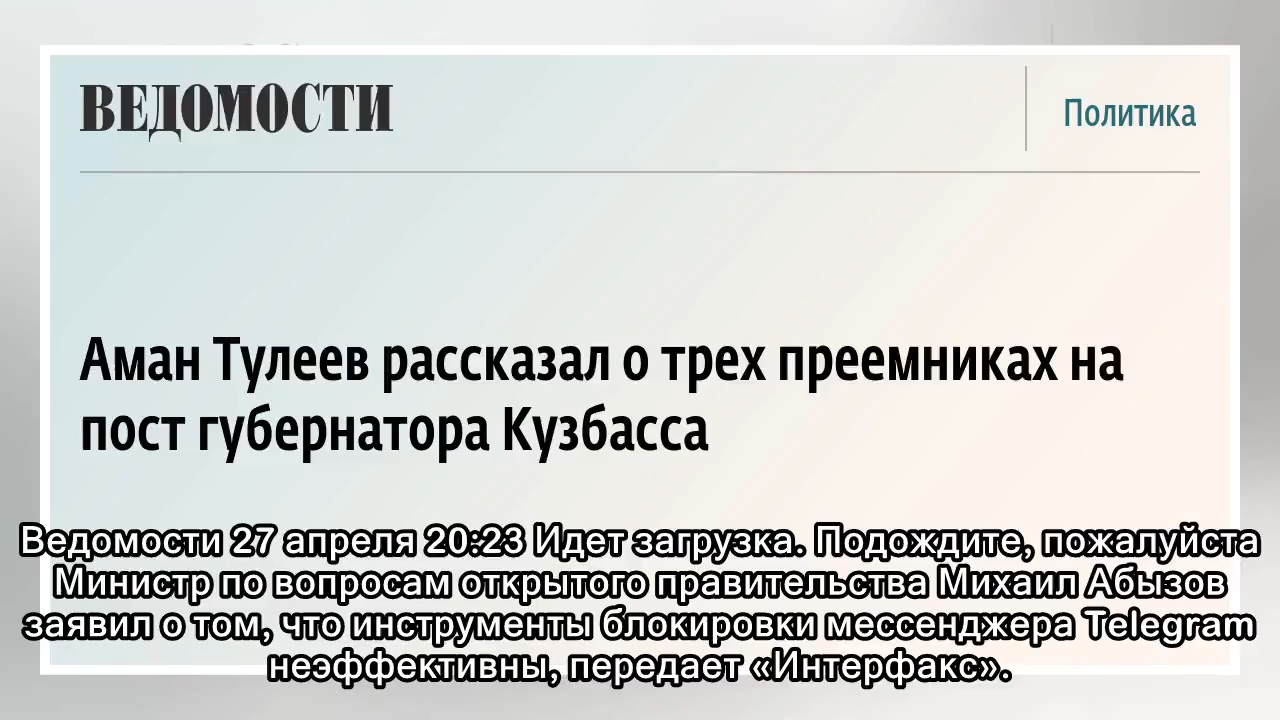 ВЕДОМОСТИ
Политика
Аман Тулеев рассказал о трех преемниках на
пост губернатора Кузбасса
Ведомости 27 апреля 20:23 Идет загрузка. Подождите, пожалуйста
Министр по вопросам открытого правительства Михаил Абызов
заявил о том, что инструменты блокировки мессенджера Telegram
неэффективны, передает «Интерфакс».